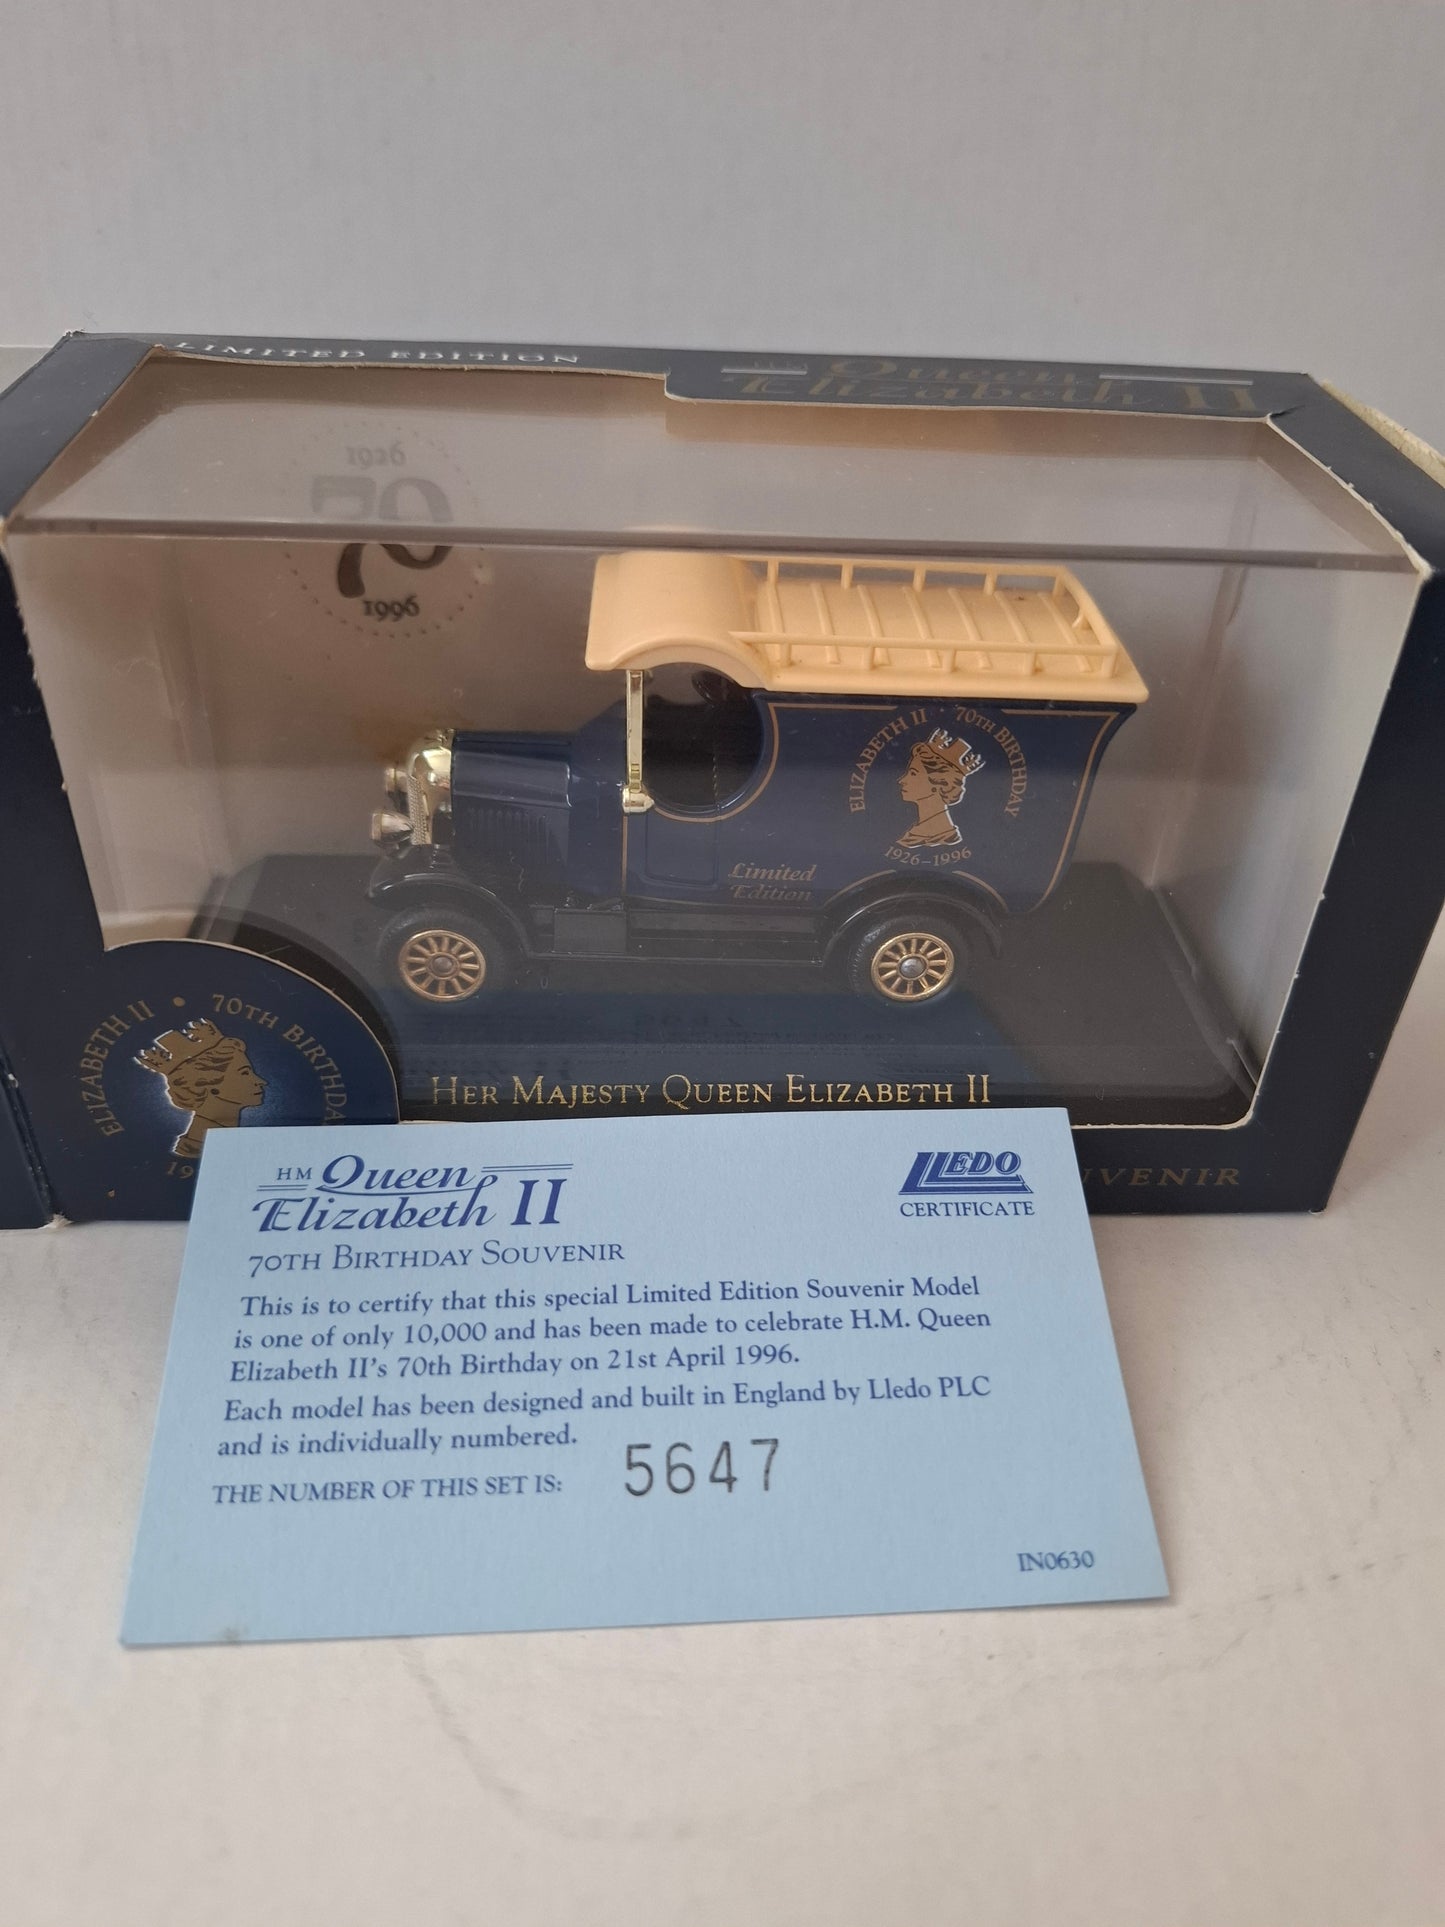 LIMITED EDITION
HM Queen
Elizabeth II
1926
70
1996
ELIZABETH II • 70TH BIRTHDAY
1926-1996
Limited
Edition
ELIZABETH II • 70TH BIRTHDA
19
HER MAJESTY QUEEN ELIZABETH II
UVENIR
HM Queen
Elizabeth II
70TH BIRTHDAY SOUVENIR
LLEDO
CERTIFICATE
This is to certify that this special Limited Edition Souvenir Model
is one of only 10,000 and has been made to celebrate H.M. Queen
Elizabeth II's 70th Birthday on 21st April 1996.
Each model has been designed and built in England by Lledo PLC
and is individually numbered.
THE NUMBER OF THIS SET IS: 5647
IN0630